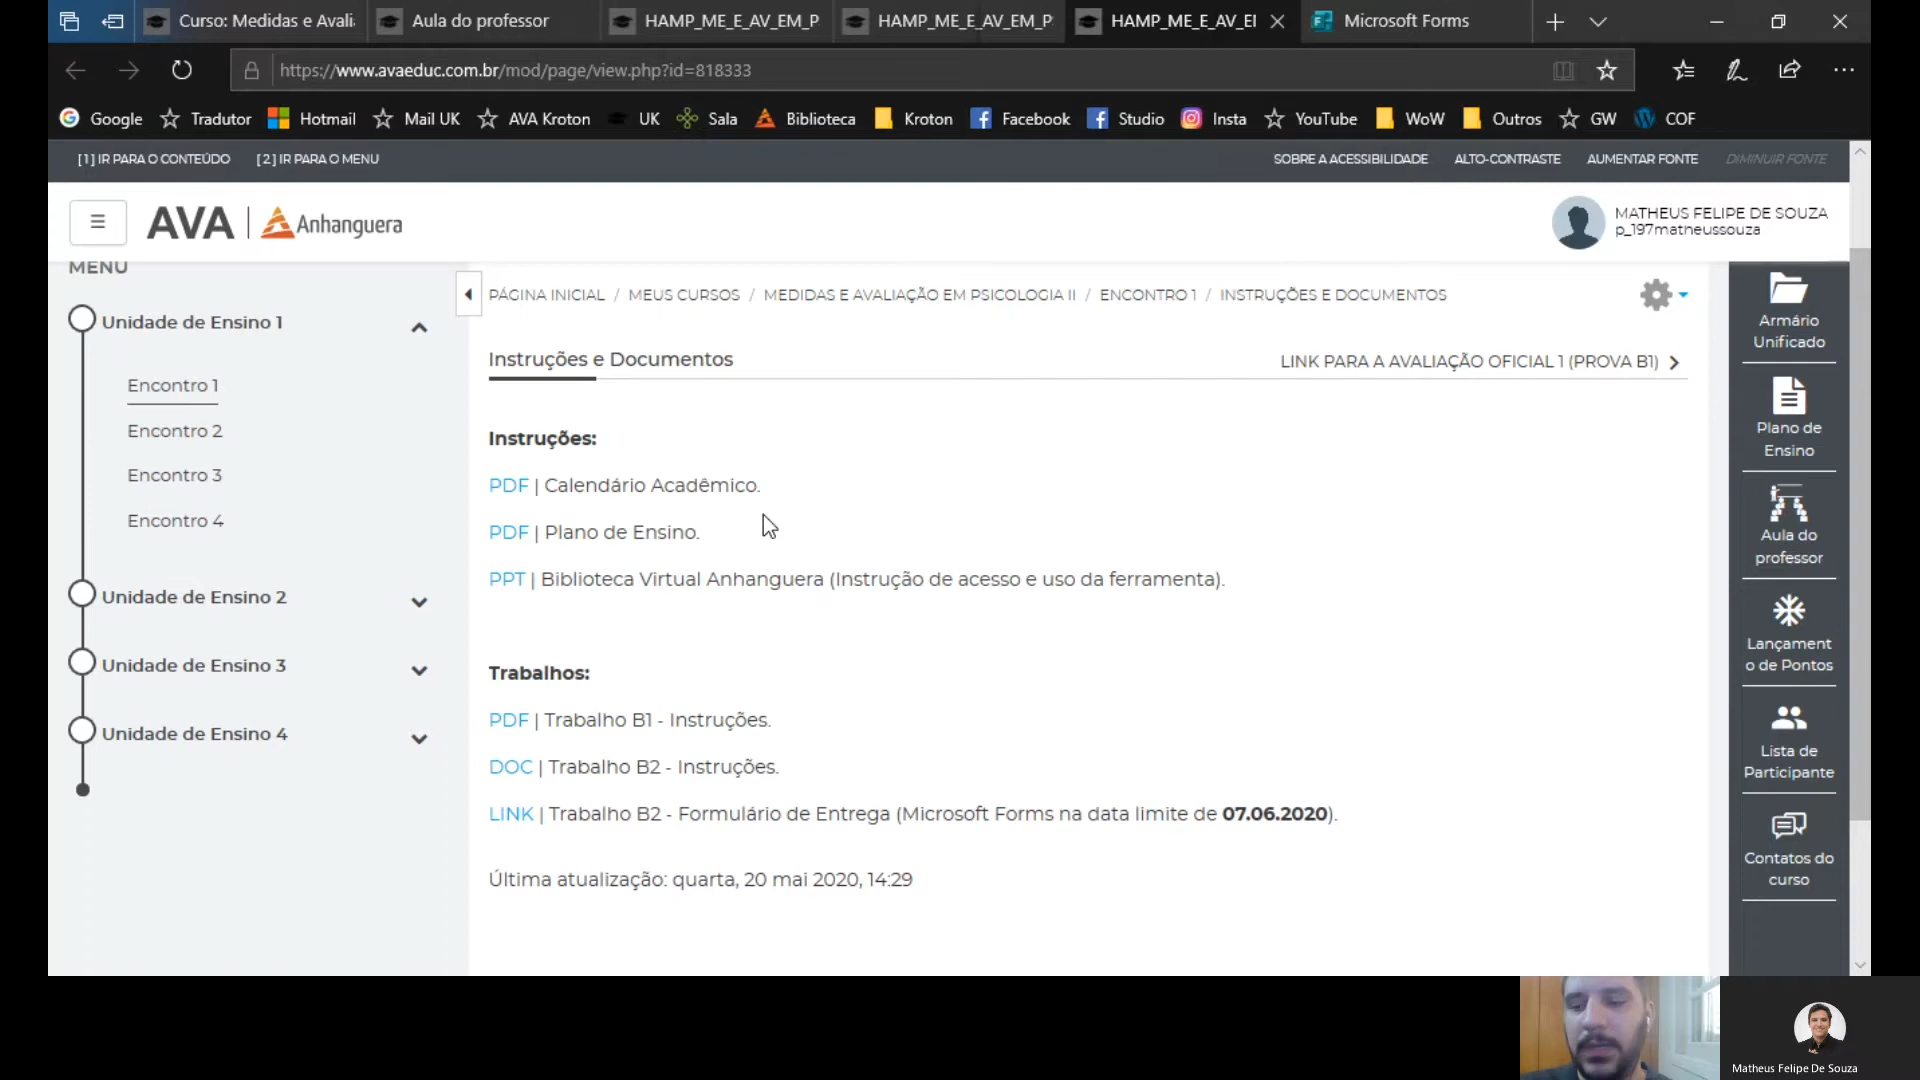 Curso: Medidas e Avali
Aula do professor
HAMP_ME_E_AV_EM_P
HAMP_ME_E_AV_EM_P
HAMP_ME_E_AV_EI
Microsoft Forms
https://www.avaeduc.com.br/mod/page/view.php?id=818333
Google Tradutor Hotmail Mail UK AVA Kroton UK Sala Biblioteca Kroton Facebook Studio Insta YouTube WoW Outros GW COF
[1] IR PARA O CONTEÚDO [2] IR PARA O MENU SOBRE A ACESSIBILIDADE ALTO-CONTRASTE AUMENTAR FONTE DIMINUIR FONTE
AVA | Anhanguera
MATHEUS FELIPE DE SOUZA
p_197matheussouza
MENU
Unidade de Ensino 1
Encontro 1
Encontro 2
Encontro 3
Encontro 4
Unidade de Ensino 2
Unidade de Ensino 3
Unidade de Ensino 4
PÁGINA INICIAL / MEUS CURSOS / MEDIDAS E AVALIAÇÃO EM PSICOLOGIA II / ENCONTRO 1 / INSTRUÇÕES E DOCUMENTOS
Instruções e Documentos
LINK PARA A AVALIAÇÃO OFICIAL 1 (PROVA B1)
Instruções:
PDF | Calendário Acadêmico.
PDF | Plano de Ensino.
PPT | Biblioteca Virtual Anhanguera (Instrução de acesso e uso da ferramenta).
Trabalhos:
PDF | Trabalho B1 - Instruções.
DOC | Trabalho B2 - Instruções.
LINK | Trabalho B2 - Formulário de Entrega (Microsoft Forms na data limite de 07.06.2020).
Última atualização: quarta, 20 mai 2020, 14:29
Armário
Unificado
Plano de
Ensino
Aula do
professor
Lançament
o de Pontos
Lista de
Participante
Contatos do
curso
Matheus Felipe De Souza